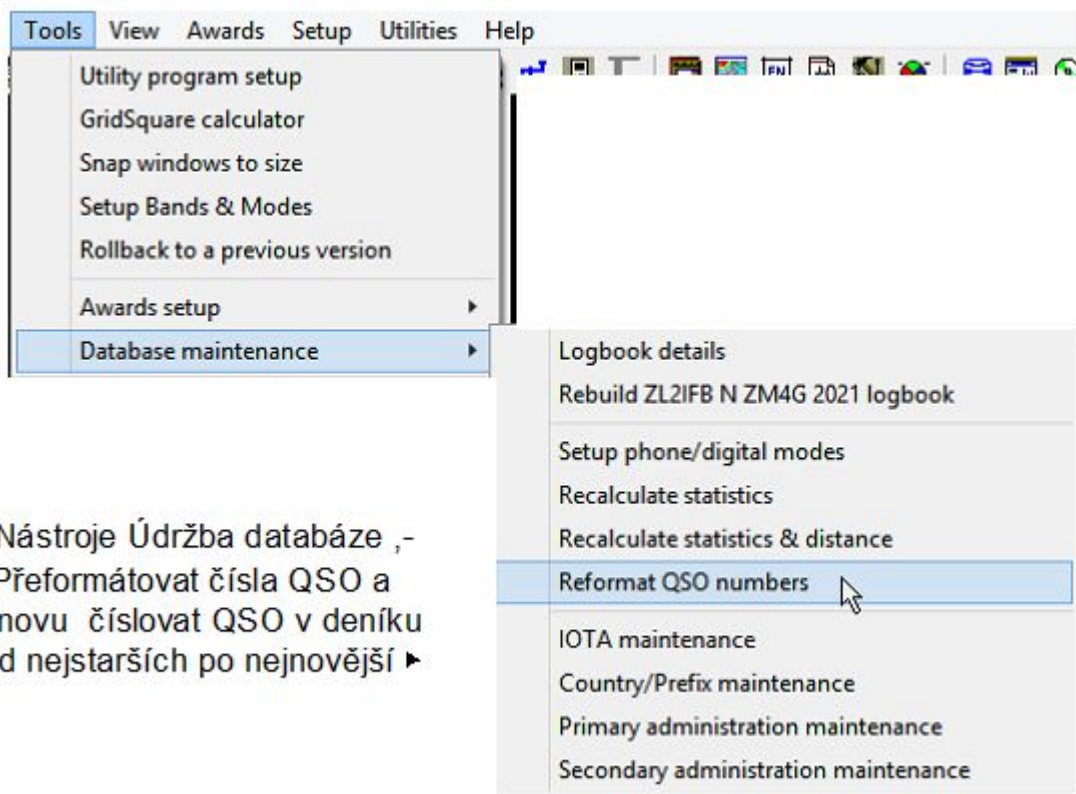 Tools View Awards Setup Utilities Help
Utility program setup
GridSquare calculator
Snap windows to size
Setup Bands & Modes
Rollback to a previous version
Awards setup
Database maintenance
Logbook details
Rebuild ZL2IFB N ZM4G 2021 logbook
Setup phone/digital modes
Recalculate statistics
Recalculate statistics & distance
Reformat QSO numbers
IOTA maintenance
Country/Prefix maintenance
Primary administration maintenance
Secondary administration maintenance
Nástroje Údržba databáze ,-
Přeformátovat čísla QSO a
novu číslovat QSO v deníku
d nejstarších po nejnovější